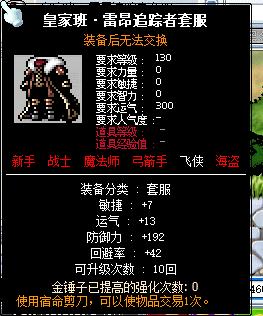 皇家班·雷昂追踪者套服
装备后无法交换
要求等级： 130
要求力量： 0
要求敏捷： 0
要求智力： 0
要求运气： 300
要求人气度： -
道具等级： -
道具经验值： -
新手 战士 魔法师 弓箭手 飞侠 海盗
装备分类 : 套服
敏捷 : +7
运气 : +13
防御力 : +192
回避率 : +42
可升级次数 : 10回
金锤子已提高的强化次数: 0
使用宿命剪刀，可以使物品交易1次。